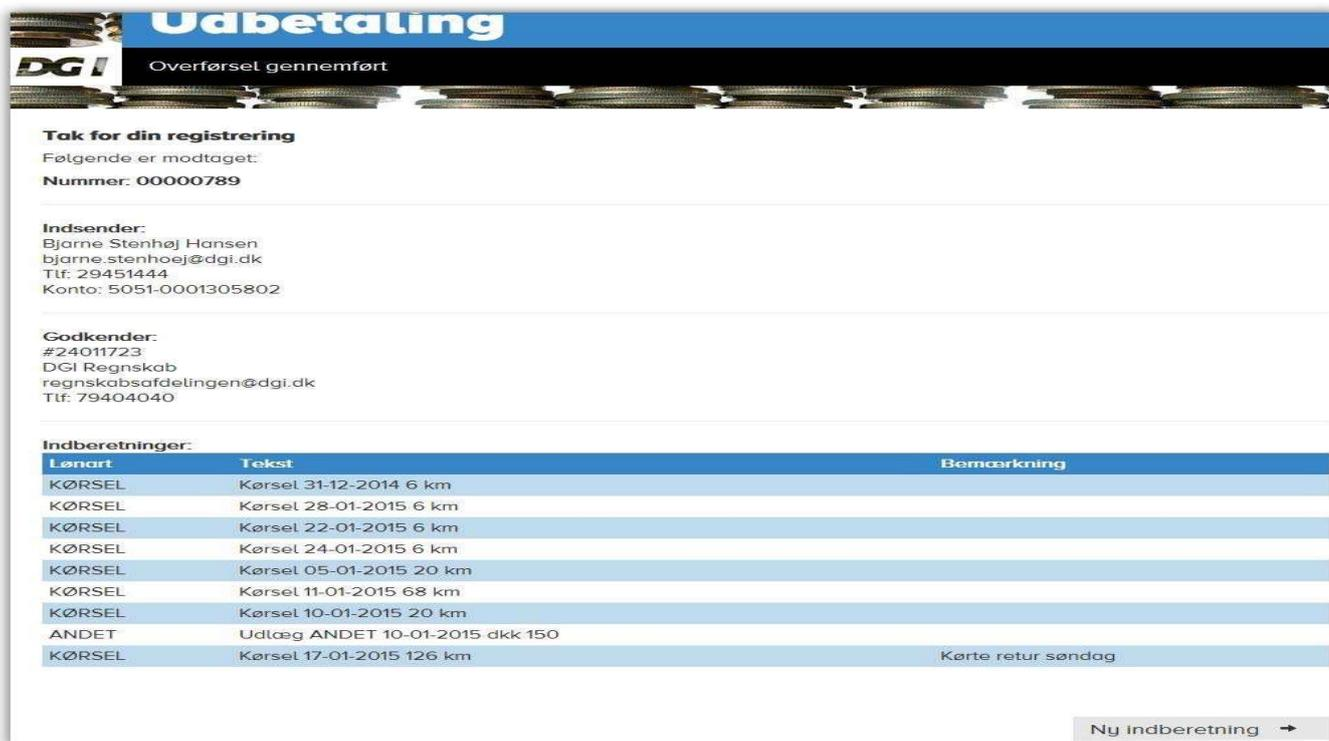 Udbetaling
DGI
Overførsel gennemført
Tak for din registrering
Følgende er modtaget:
Nummer: 00000789
Indsender:
Bjarne Stenhøj Hansen
bjarne.stenhoej@dgi.dk
Tlf: 29451444
Konto: 5051-0001305802
Godkender:
#24011723
DGI Regnskab
regnskabsafdelingen@dgi.dk
Tlf: 79404040
Indberetninger:
Lønart Tekst Bemærkning
KØRSEL Kørsel 31-12-2014 6 km
KØRSEL Kørsel 28-01-2015 6 km
KØRSEL Kørsel 22-01-2015 6 km
KØRSEL Kørsel 24-01-2015 6 km
KØRSEL Kørsel 05-01-2015 20 km
KØRSEL Kørsel 11-01-2015 68 km
KØRSEL Kørsel 10-01-2015 20 km
ANDET Udlæg ANDET 10-01-2015 dkk 150
KØRSEL Kørsel 17-01-2015 126 km Kørte retur søndag
Ny indberetning →